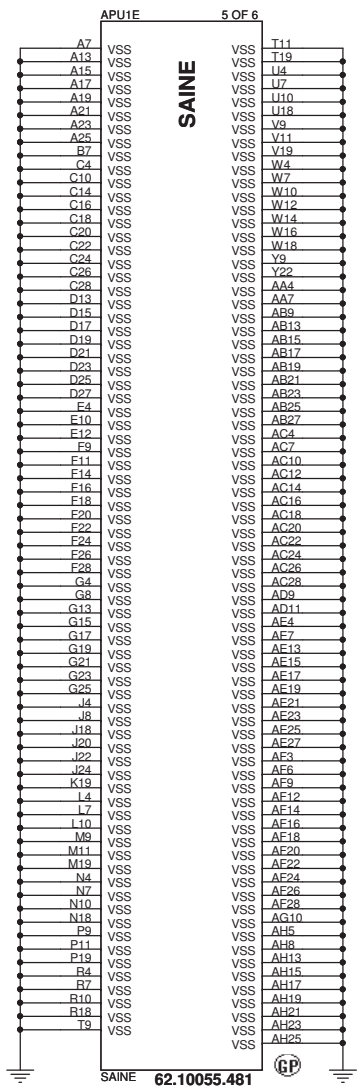 APU1E 5 OF 6
SAINE
A7 VSS VSS T11
A13 VSS VSS T19
A15 VSS VSS U4
A17 VSS VSS U7
A19 VSS VSS U10
A21 VSS VSS U18
A23 VSS VSS V9
A25 VSS VSS V11
B7 VSS VSS V19
C4 VSS VSS W4
C10 VSS VSS W7
C14 VSS VSS W10
C16 VSS VSS W12
C18 VSS VSS W14
C20 VSS VSS W16
C22 VSS VSS W18
C24 VSS VSS Y9
C26 VSS VSS Y22
C28 VSS VSS AA4
D13 VSS VSS AA7
D15 VSS VSS AB9
D17 VSS VSS AB13
D19 VSS VSS AB15
D21 VSS VSS AB17
D23 VSS VSS AB19
D25 VSS VSS AB21
D27 VSS VSS AB23
E4 VSS VSS AB25
E10 VSS VSS AB27
E12 VSS VSS AC4
F9 VSS VSS AC7
F11 VSS VSS AC10
F14 VSS VSS AC12
F16 VSS VSS AC14
F18 VSS VSS AC16
F20 VSS VSS AC18
F22 VSS VSS AC20
F24 VSS VSS AC22
F26 VSS VSS AC24
F28 VSS VSS AC26
G4 VSS VSS AC28
G8 VSS VSS AD9
G13 VSS VSS AD11
G15 VSS VSS AE4
G17 VSS VSS AE7
G19 VSS VSS AE13
G21 VSS VSS AE15
G23 VSS VSS AE17
G25 VSS VSS AE19
J4 VSS VSS AE21
J8 VSS VSS AE23
J18 VSS VSS AE25
J20 VSS VSS AE27
J22 VSS VSS AF3
J24 VSS VSS AF6
K19 VSS VSS AF9
L4 VSS VSS AF12
L7 VSS VSS AF14
L10 VSS VSS AF16
M9 VSS VSS AF18
M11 VSS VSS AF20
M19 VSS VSS AF22
N4 VSS VSS AF24
N7 VSS VSS AF26
N10 VSS VSS AF28
N18 VSS VSS AG10
P9 VSS VSS AH5
P11 VSS VSS AH8
P19 VSS VSS AH13
R4 VSS VSS AH15
R7 VSS VSS AH17
R10 VSS VSS AH19
R18 VSS VSS AH21
T9 VSS VSS AH23
VSS AH25
SAINE 62.10055.481 GP